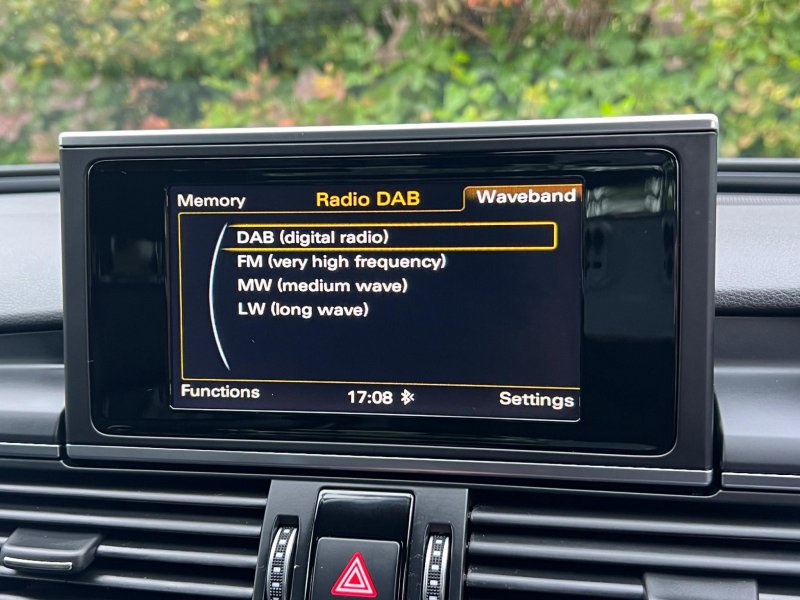 Memory Radio DAB Waveband
DAB (digital radio)
FM (very high frequency)
MW (medium wave)
LW (long wave)
Functions 17:08 Settings